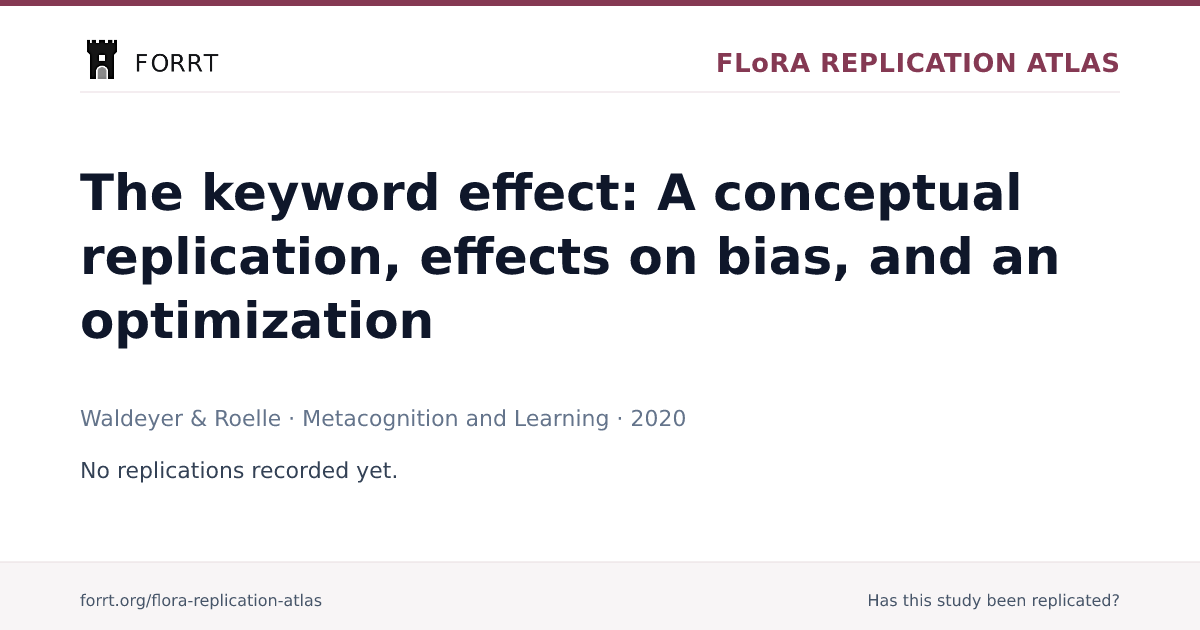 FORRT
FLoRA REPLICATION ATLAS
The keyword effect: A conceptual
replication, effects on bias, and an
optimization
Waldeyer & Roelle · Metacognition and Learning · 2020
No replications recorded yet.
forrt.org/flora-replication-atlas
Has this study been replicated?